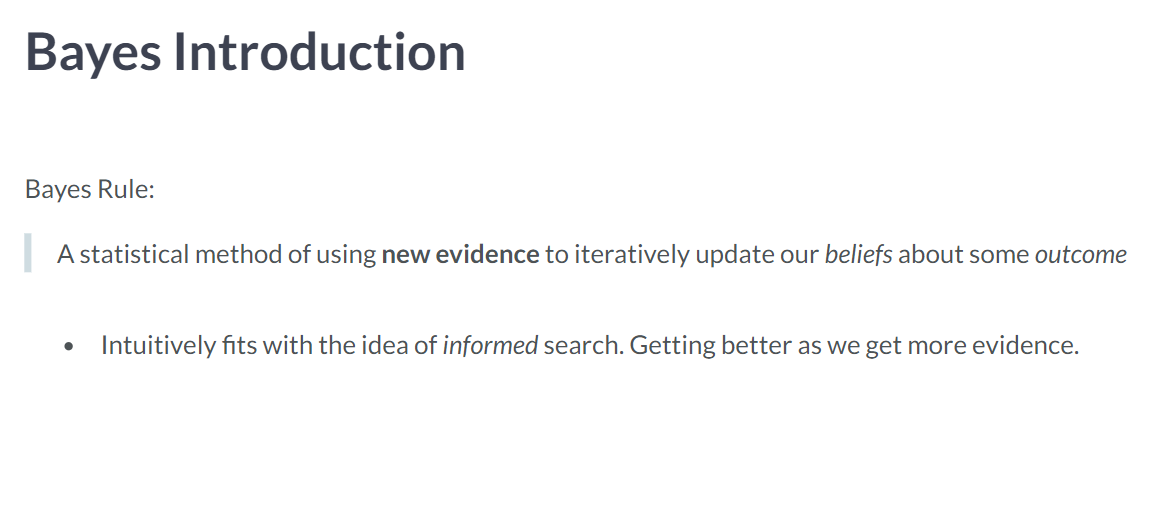 Bayes Introduction
Bayes Rule:
A statistical method of using new evidence to iteratively update our beliefs about some outcome
• Intuitively fits with the idea of informed search. Getting better as we get more evidence.